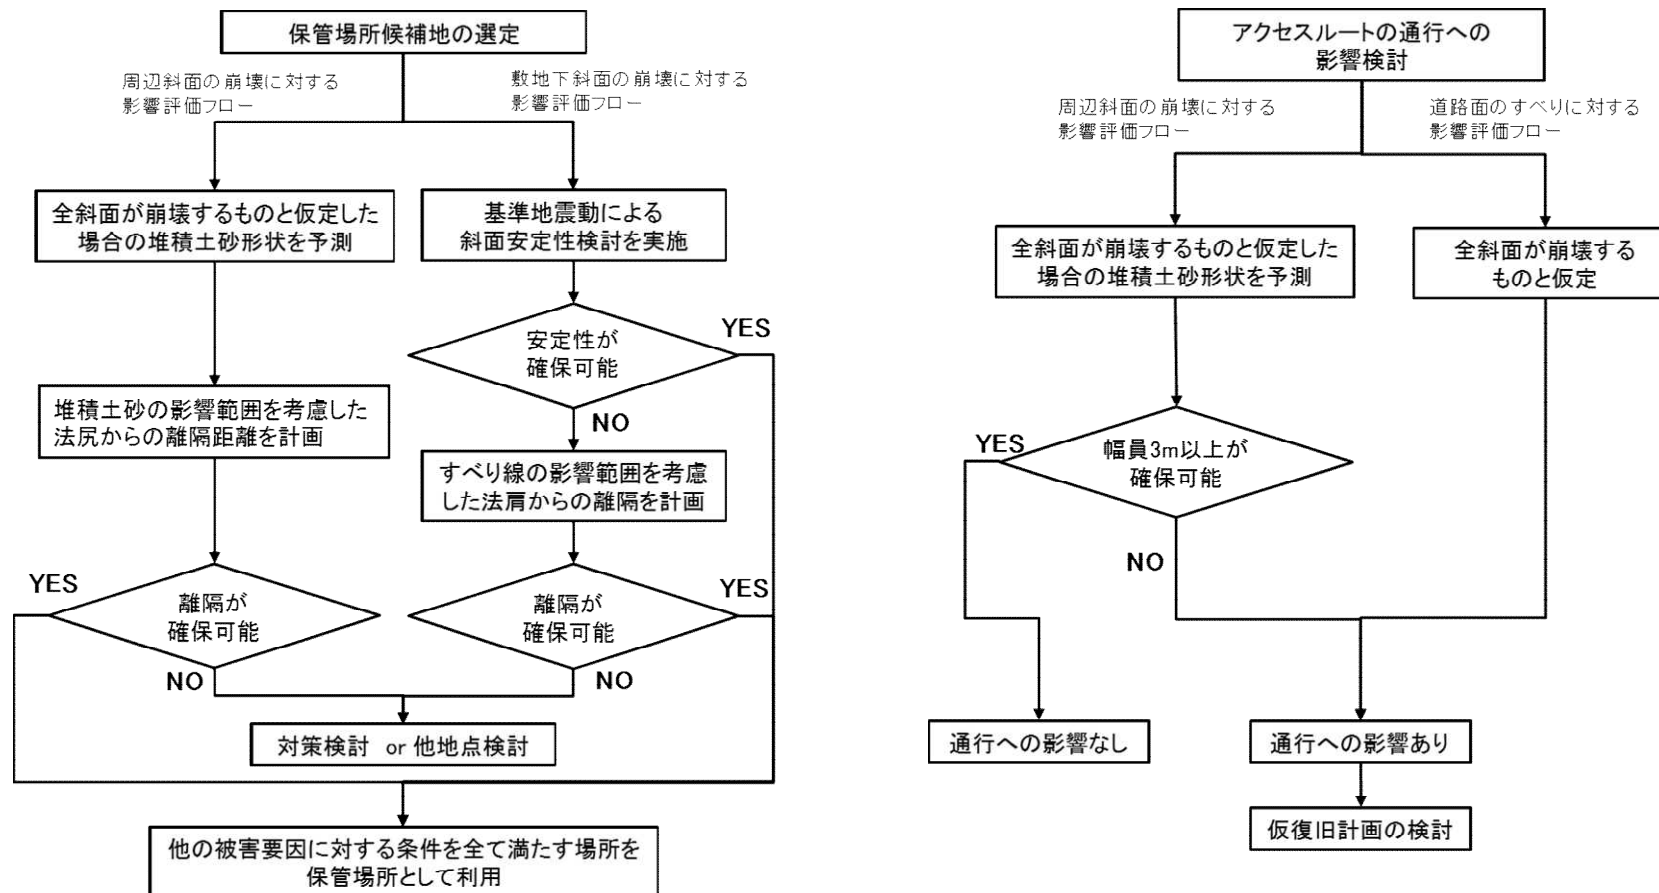 保管場所候補地の選定
周辺斜面の崩壊に対する
影響評価フロー
敷地下斜面の崩壊に対する
影響評価フロー
全斜面が崩壊するものと仮定した
場合の堆積土砂形状を予測
基準地震動による
斜面安定性検討を実施
安定性が
確保可能
YES
NO
堆積土砂の影響範囲を考慮した
法尻からの離隔距離を計画
すべり線の影響範囲を考慮
した法肩からの離隔を計画
YES
離隔が
確保可能
NO
離隔が
確保可能
YES
NO
対策検討 or 他地点検討
他の被害要因に対する条件を全て満たす場所を
保管場所として利用
アクセスルートの通行への
影響検討
周辺斜面の崩壊に対する
影響評価フロー
道路面のすべりに対する
影響評価フロー
全斜面が崩壊するものと仮定した
場合の堆積土砂形状を予測
全斜面が崩壊する
ものと仮定
YES
幅員3m以上が
確保可能
NO
通行への影響なし
通行への影響あり
仮復旧計画の検討